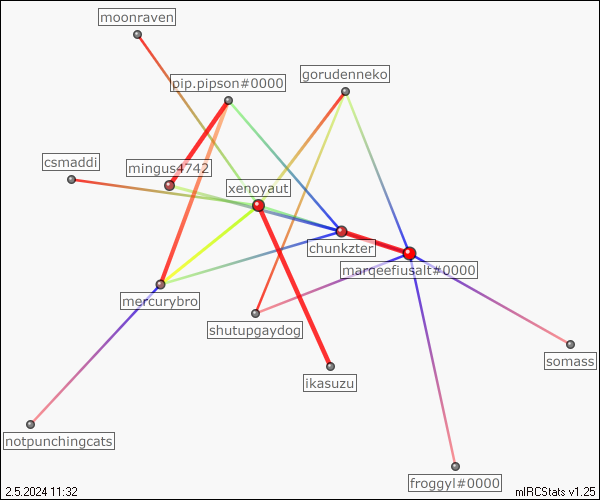 moonraven
pip.pipson#0000
gorudenneko
csmaddi
mingus4742
xenoyaut
chunkzter
marqeefiusalt#0000
mercurybro
shutupgaydog
somass
ikasuzu
notpunchingcats
froggyl#0000
2.5.2024 11:32
mIRCStats v1.25